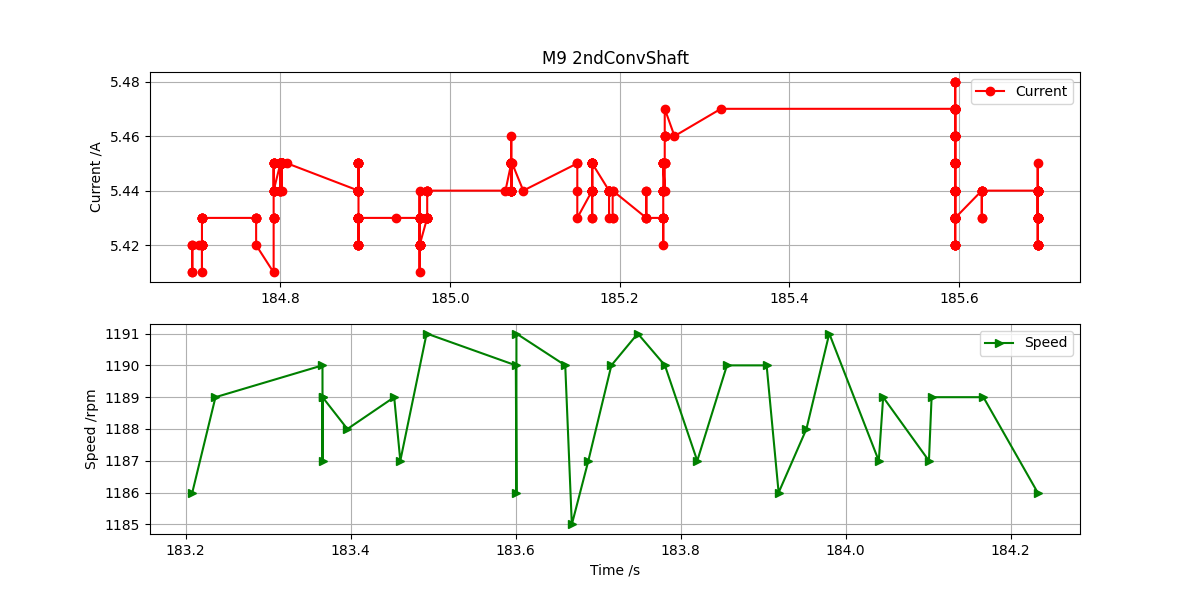 M9 2ndConvShaft
5.48
5.46
5.44
5.42
Current /A
Current
184.8 185.0 185.2 185.4 185.6
1191
1190
1189
1188
1187
1186
1185
Speed /rpm
Speed
183.2 183.4 183.6 183.8 184.0 184.2
Time /s